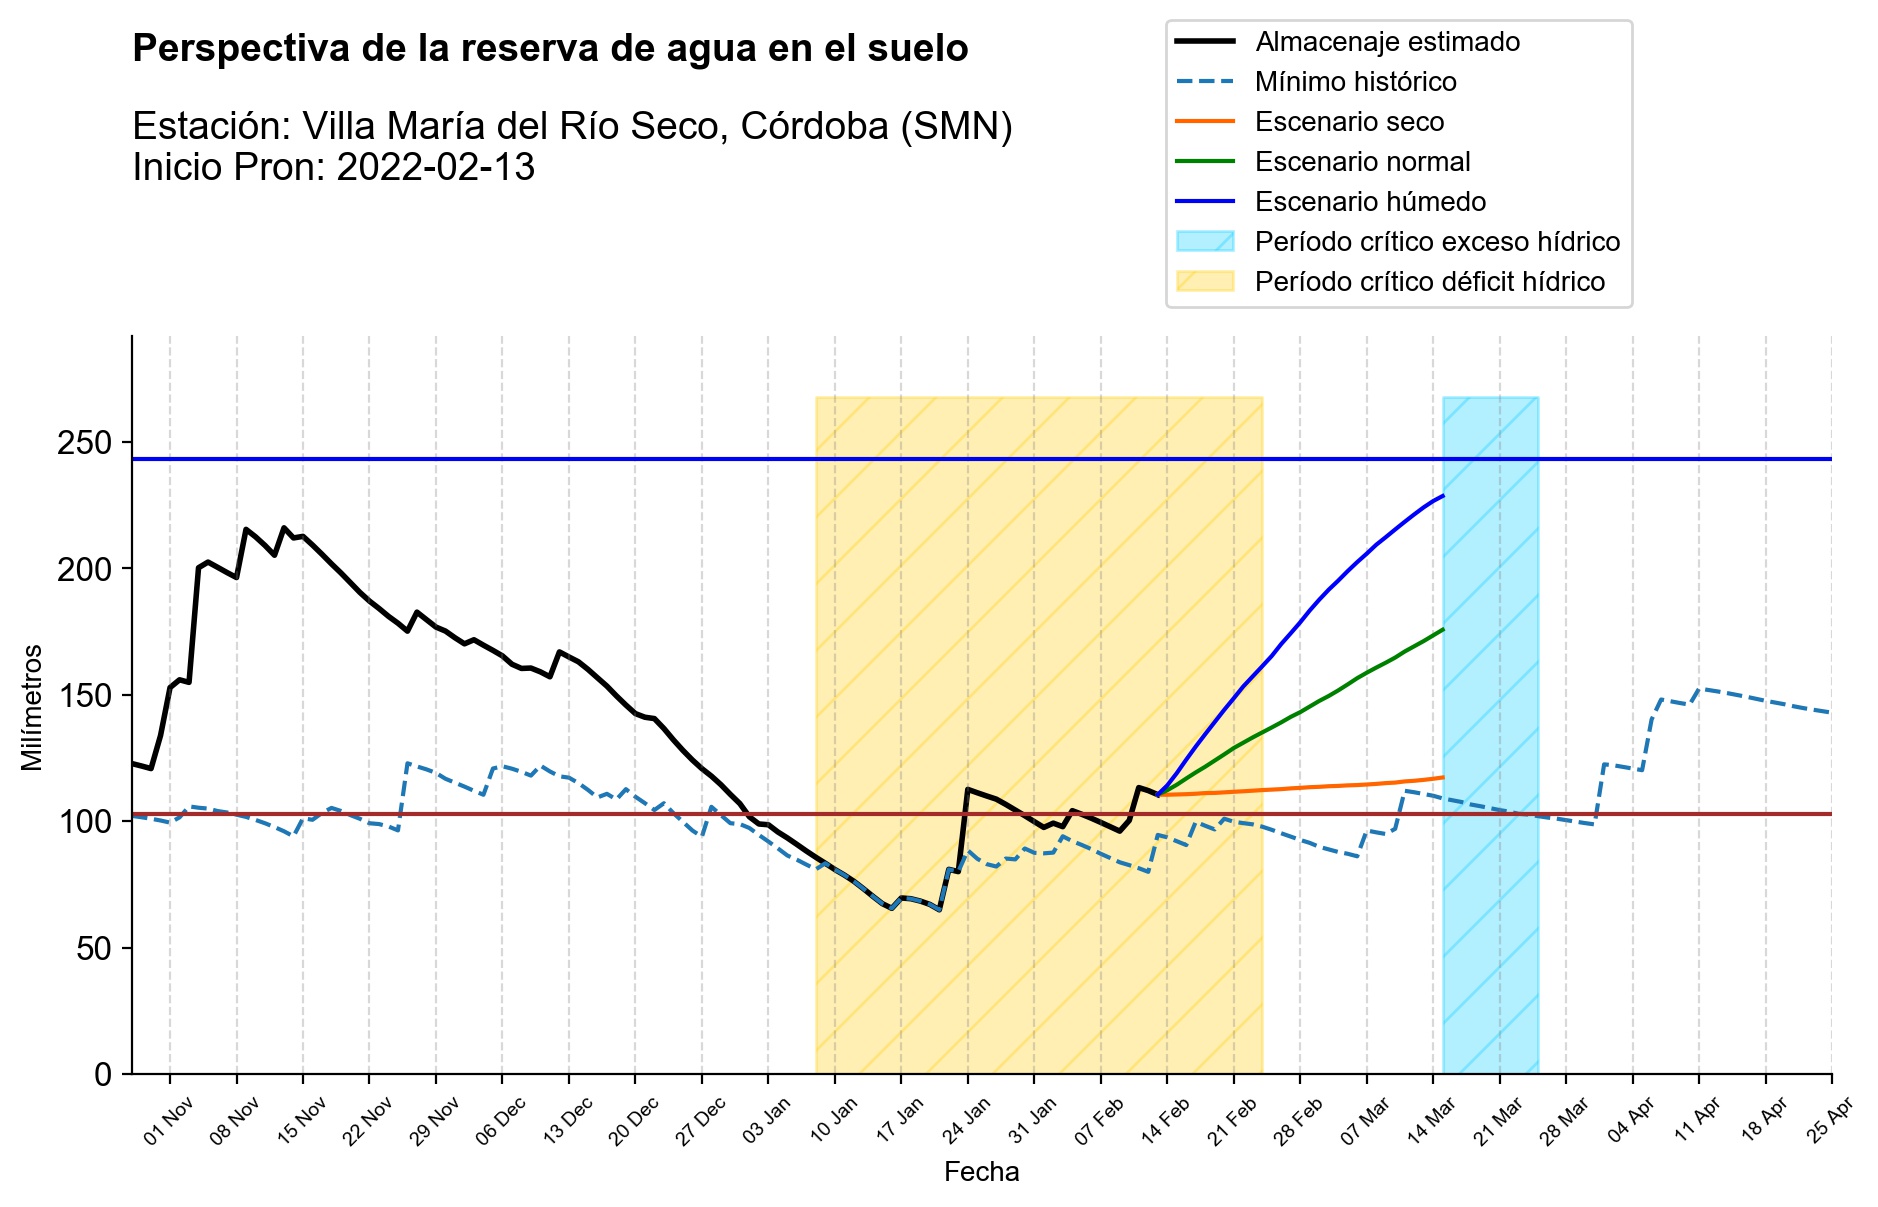 Perspectiva de la reserva de agua en el suelo
Estación: Villa María del Río Seco, Córdoba (SMN)
Inicio Pron: 2022-02-13
Almacenaje estimado
Mínimo histórico
Escenario seco
Escenario normal
Escenario húmedo
Período crítico exceso hídrico
Período crítico déficit hídrico
250
200
150
100
50
0
Milímetros
01 Nov
08 Nov
15 Nov
22 Nov
29 Nov
06 Dec
13 Dec
20 Dec
27 Dec
03 Jan
10 Jan
17 Jan
24 Jan
31 Jan
07 Feb
14 Feb
21 Feb
28 Feb
07 Mar
14 Mar
21 Mar
28 Mar
04 Apr
11 Apr
18 Apr
25 Apr
Fecha